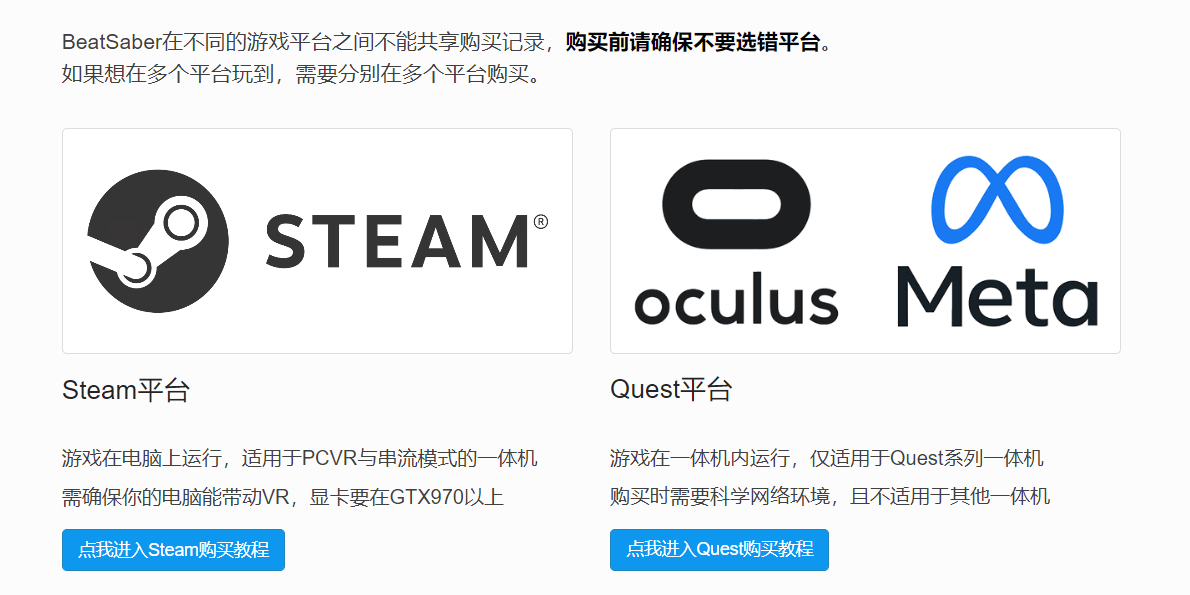 BeatSaber在不同的游戏平台之间不能共享购买记录，购买前请确保不要选错平台。
如果想在多个平台玩到，需要分别在多个平台购买。
STEAM®
oculus
Meta
Steam平台
游戏在电脑上运行，适用于PCVR与串流模式的一体机
需确保你的电脑能带动VR，显卡要在GTX970以上
点我进入Steam购买教程
Quest平台
游戏在一体机内运行，仅适用于Quest系列一体机
购买时需要科学网络环境，且不适用于其他一体机
点我进入Quest购买教程